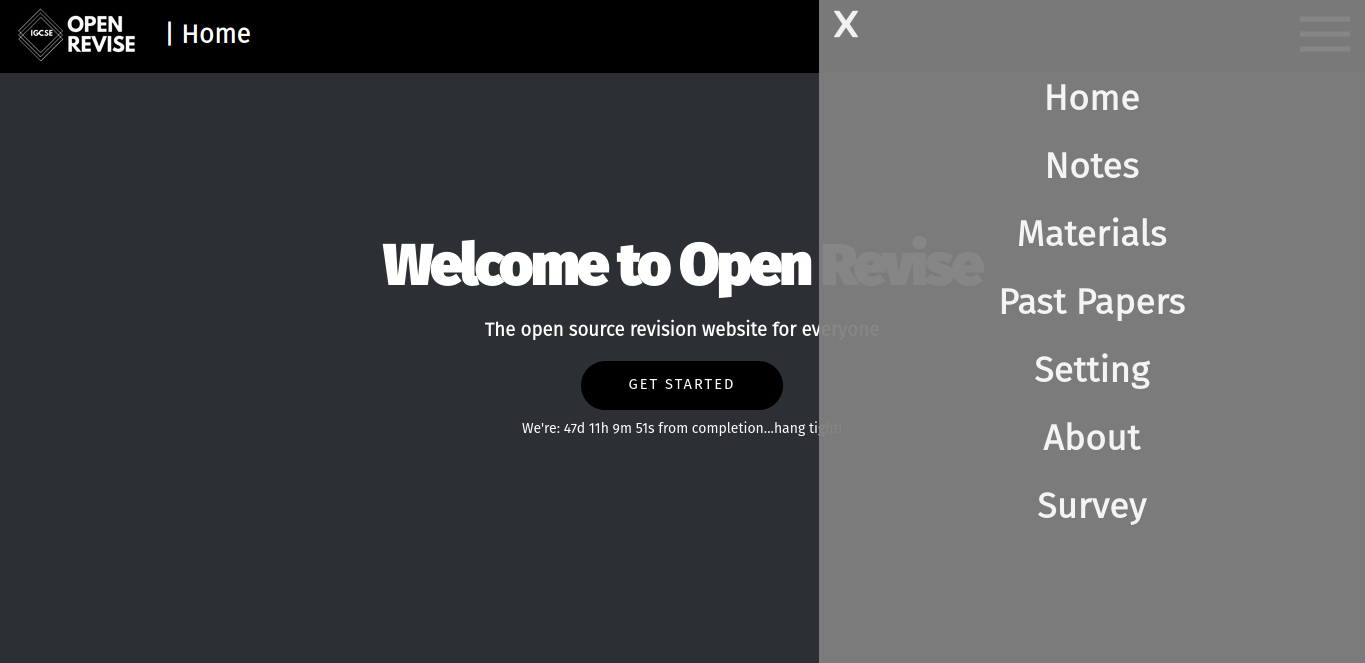 IGCSE
OPEN
REVISE
| Home
X
Home
Notes
Materials
Past Papers
Setting
About
Survey
Welcome to Open Revise
The open source revision website for everyone
GET STARTED
We're: 47d 11h 9m 51s from completion...hang tight!